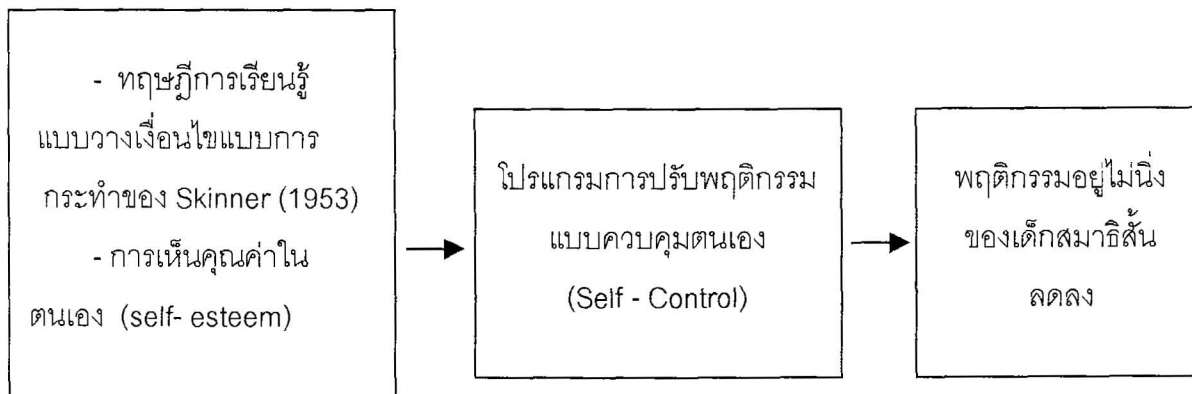 - ทฤษฎีการเรียนรู้
แบบวางเงื่อนไขแบบการ
กระทำของ Skinner (1953)
- การเห็นคุณค่าใน
ตนเอง (self- esteem)
โปรแกรมการปรับพฤติกรรม
แบบควบคุมตนเอง
(Self - Control)
พฤติกรรมอยู่ไม่นิ่ง
ของเด็กสมาธิสั้น
ลดลง